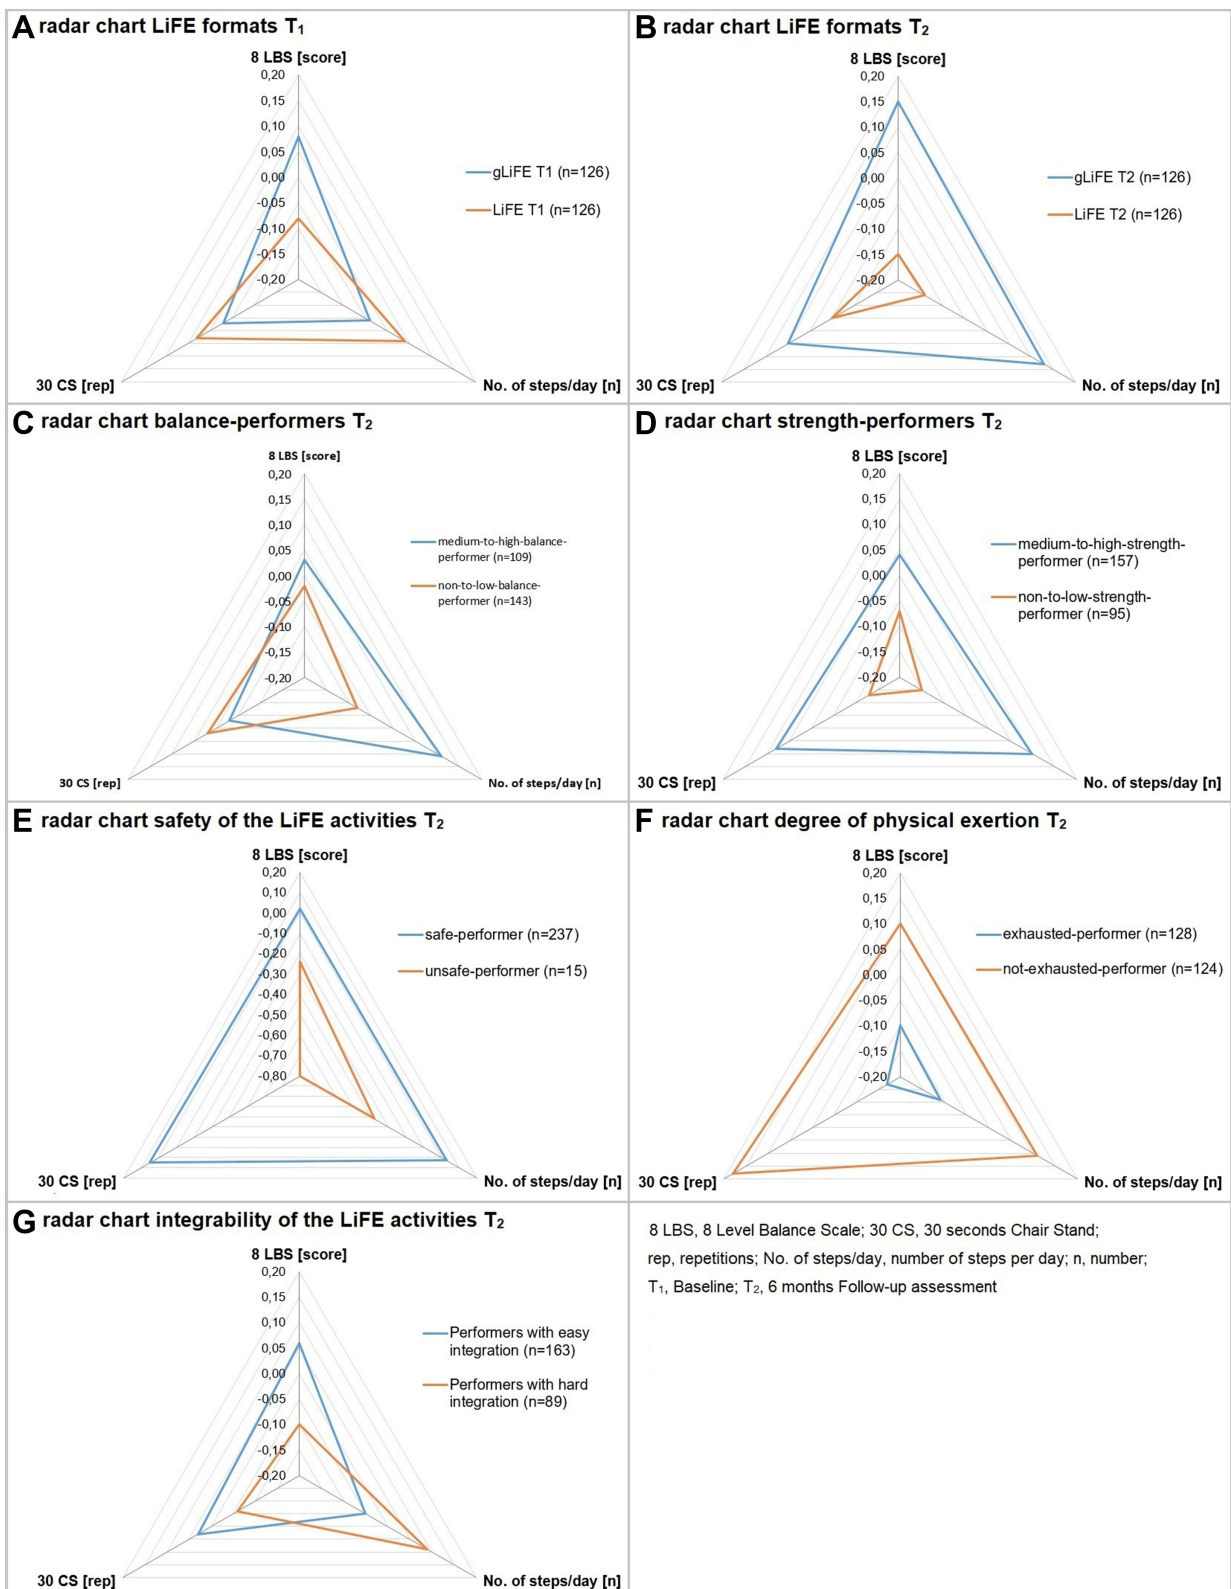 A radar chart LiFE formats T₁
8 LBS [score]
0,20
0,15
0,10
0,05
0,00
-0,05
-0,10
-0,15
-0,20
gLiFE T1 (n=126)
LiFE T1 (n=126)
30 CS [rep]
No. of steps/day [n]
B radar chart LiFE formats T₂
8 LBS [score]
0,20
0,15
0,10
0,05
0,00
-0,05
-0,10
-0,15
-0,20
gLiFE T2 (n=126)
LiFE T2 (n=126)
30 CS [rep]
No. of steps/day [n]
C radar chart balance-performers T₂
8 LBS [score]
0,20
0,15
0,10
0,05
0,00
-0,05
-0,10
-0,15
-0,20
medium-to-high-balance-
performer (n=109)
non-to-low-balance-
performer (n=143)
30 CS [rep]
No. of steps/day [n]
D radar chart strength-performers T₂
8 LBS [score]
0,20
0,15
0,10
0,05
0,00
-0,05
-0,10
-0,15
-0,20
medium-to-high-strength-
performer (n=157)
non-to-low-strength-
performer (n=95)
30 CS [rep]
No. of steps/day [n]
E radar chart safety of the LiFE activities T₂
8 LBS [score]
0,20
0,10
0,00
-0,10
-0,20
-0,30
-0,40
-0,50
-0,60
-0,70
-0,80
safe-performer (n=237)
unsafe-performer (n=15)
30 CS [rep]
No. of steps/day [n]
F radar chart degree of physical exertion T₂
8 LBS [score]
0,20
0,15
0,10
0,05
0,00
-0,05
-0,10
-0,15
-0,20
exhausted-performer (n=128)
not-exhausted-performer (n=124)
30 CS [rep]
No. of steps/day [n]
G radar chart integrability of the LiFE activities T₂
8 LBS [score]
0,20
0,15
0,10
0,05
0,00
-0,05
-0,10
-0,15
-0,20
Performers with easy
integration (n=163)
Performers with hard
integration (n=89)
30 CS [rep]
No. of steps/day [n]
8 LBS, 8 Level Balance Scale; 30 CS, 30 seconds Chair Stand;
rep, repetitions; No. of steps/day, number of steps per day; n, number;
T₁, Baseline; T₂, 6 months Follow-up assessment